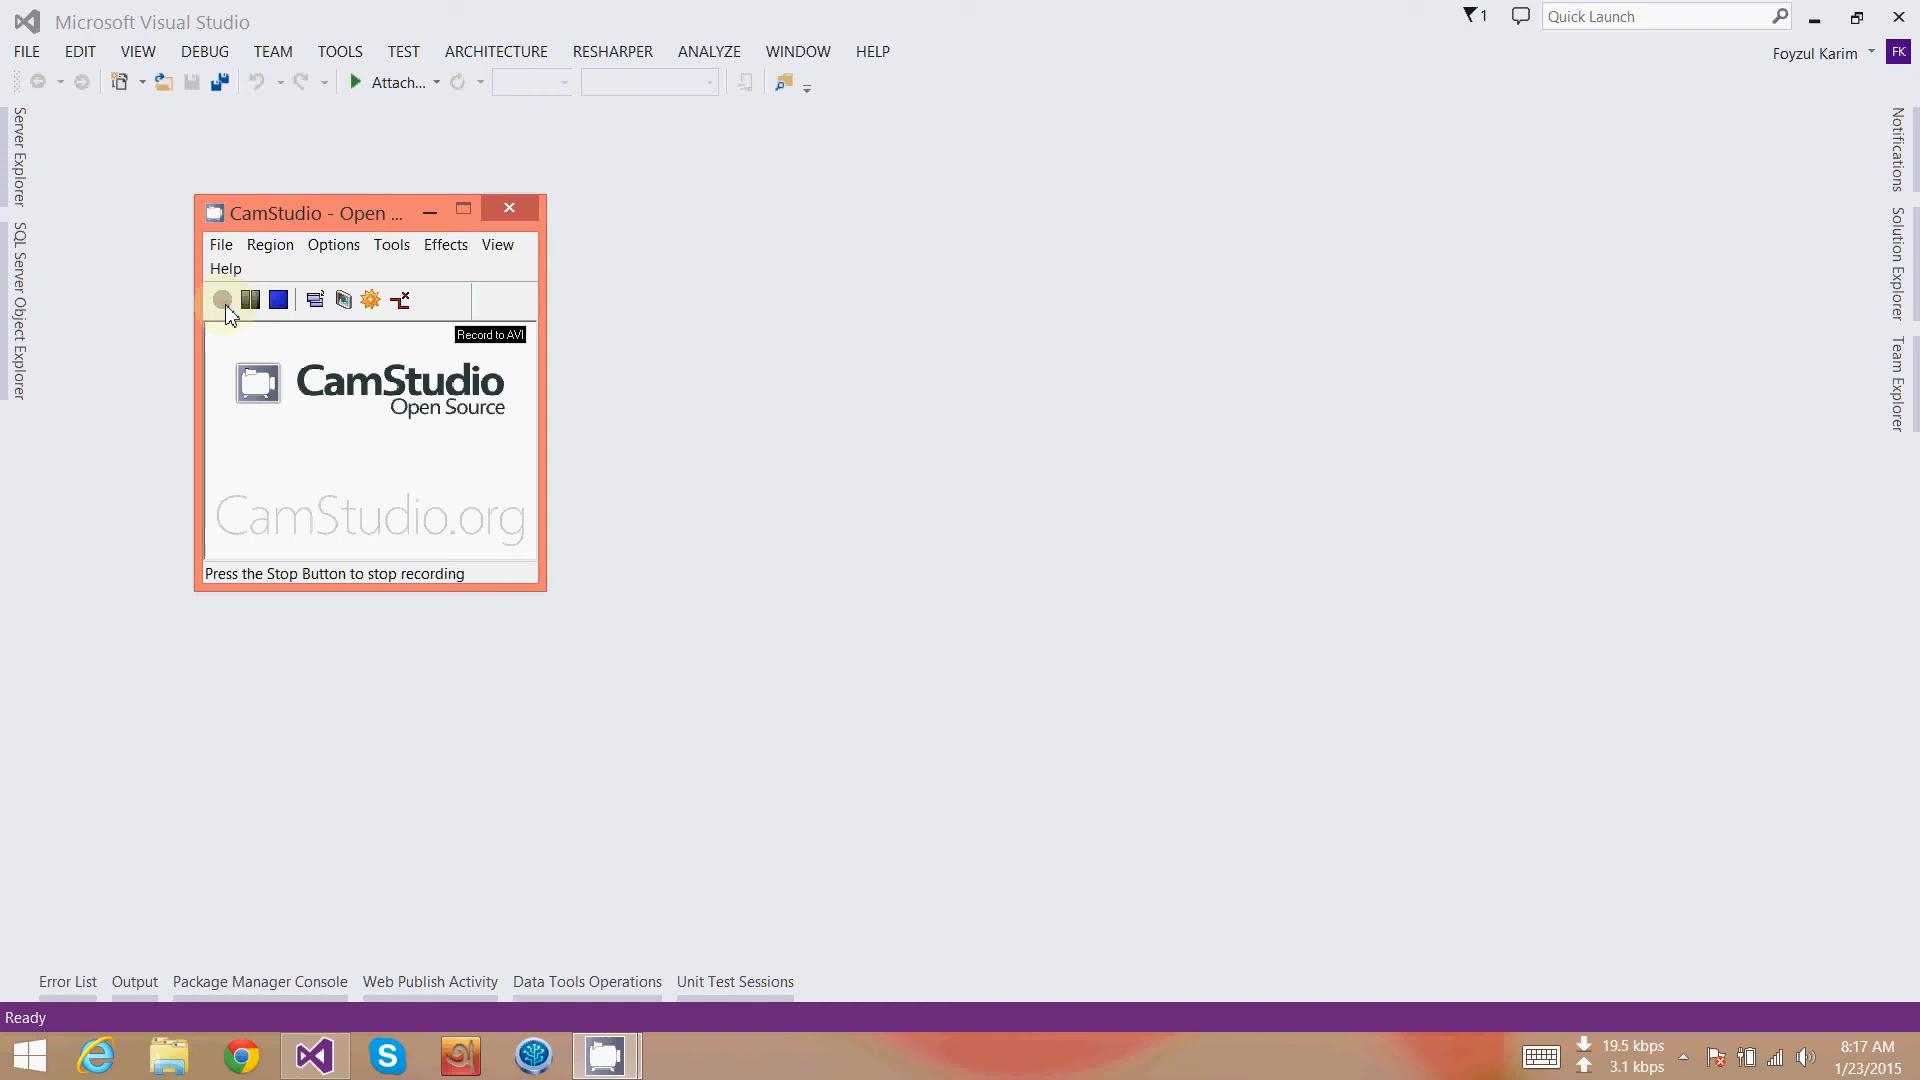 Microsoft Visual Studio
1
Quick Launch
FILE EDIT VIEW DEBUG TEAM TOOLS TEST ARCHITECTURE RESHARPER ANALYZE WINDOW HELP
Foyzul Karim
FK
Attach...
Server Explorer
SQL Server Object Explorer
Notifications
Solution Explorer
Team Explorer
CamStudio - Open ...
File Region Options Tools Effects View
Help
Record to AVI
CamStudio
Open Source
CamStudio.org
Press the Stop Button to stop recording
Error List Output Package Manager Console Web Publish Activity Data Tools Operations Unit Test Sessions
Ready
19.5 kbps
3.1 kbps
8:17 AM
1/23/2015